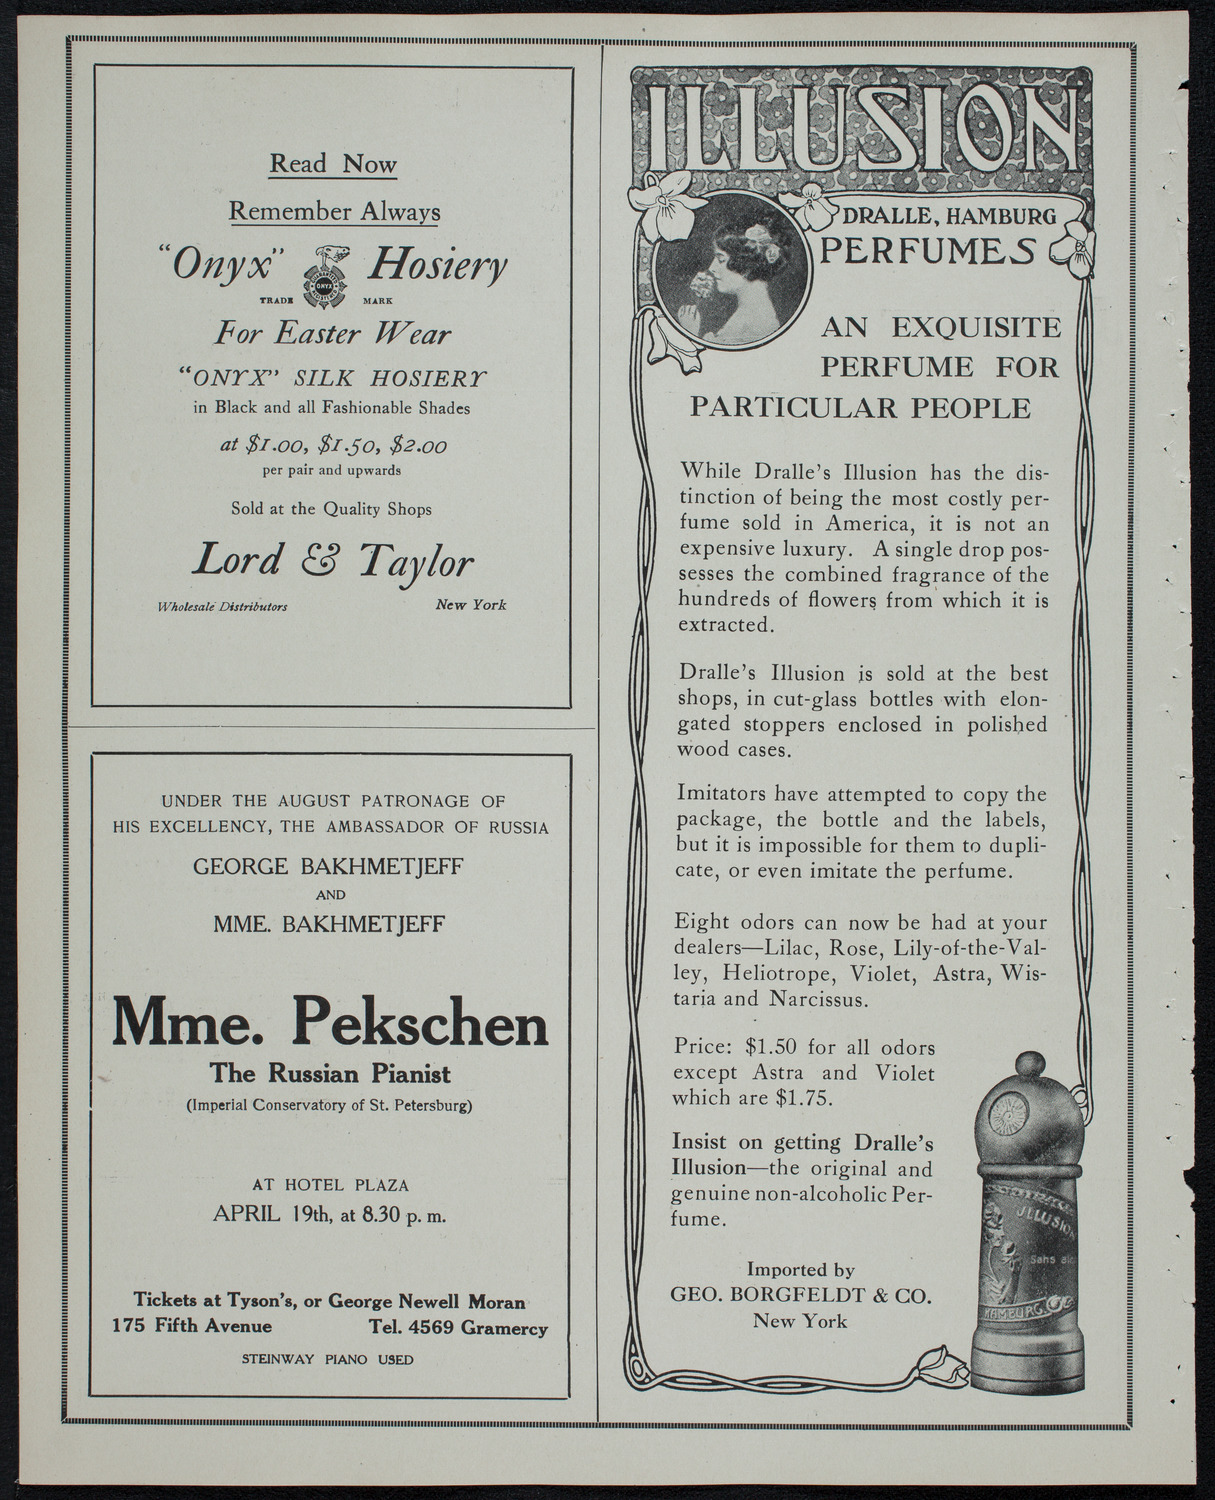 Read Now
Remember Always
"Onyx" Hosiery
ONYX
TRADE MARK
For Easter Wear
"ONYX" SILK HOSIERY
in Black and all Fashionable Shades
at $1.00, $1.50, $2.00
per pair and upwards
Sold at the Quality Shops
Lord & Taylor
Wholesale Distributors New York
UNDER THE AUGUST PATRONAGE OF
HIS EXCELLENCY, THE AMBASSADOR OF RUSSIA
GEORGE BAKHMETJEFF
AND
MME. BAKHMETJEFF
Mme. Pekschen
The Russian Pianist
(Imperial Conservatory of St. Petersburg)
AT HOTEL PLAZA
APRIL 19th, at 8.30 p. m.
Tickets at Tyson's, or George Newell Moran
175 Fifth Avenue Tel. 4569 Gramercy
STEINWAY PIANO USED
ILLUSION
DRALLE, HAMBURG
PERFUMES
AN EXQUISITE
PERFUME FOR
PARTICULAR PEOPLE
While Dralle's Illusion has the dis-
tinction of being the most costly per-
fume sold in America, it is not an
expensive luxury. A single drop pos-
sesses the combined fragrance of the
hundreds of flowers from which it is
extracted.
Dralle's Illusion is sold at the best
shops, in cut-glass bottles with elon-
gated stoppers enclosed in polished
wood cases.
Imitators have attempted to copy the
package, the bottle and the labels,
but it is impossible for them to dupli-
cate, or even imitate the perfume.
Eight odors can now be had at your
dealers—Lilac, Rose, Lily-of-the-Val-
ley, Heliotrope, Violet, Astra, Wis-
taria and Narcissus.
Price: $1.50 for all odors
except Astra and Violet
which are $1.75.
Insist on getting Dralle's
Illusion—the original and
genuine non-alcoholic Per-
fume.
Imported by
GEO. BORGFELDT & CO.
New York
ILLUSION
Sans
HAMBURG